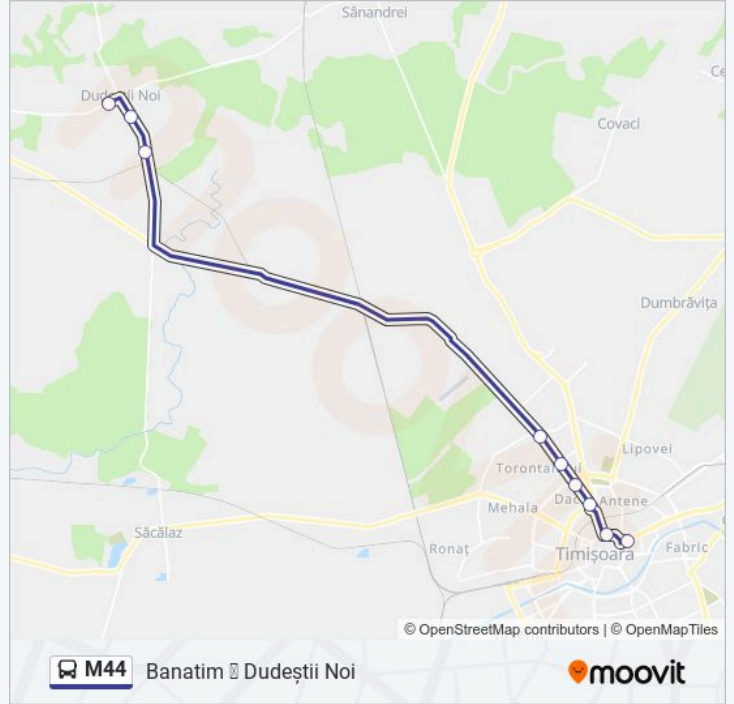 Sânandrei
Dudeștii Noi
Covaci
Dumbrăvița
Lipovei
Torontalului
Mehala
Antene
Săcălaz
Ronaț
Timișoara
Fabric
© OpenStreetMap contributors | © OpenMapTiles
M44 Banatim Dudeștii Noi
moovit